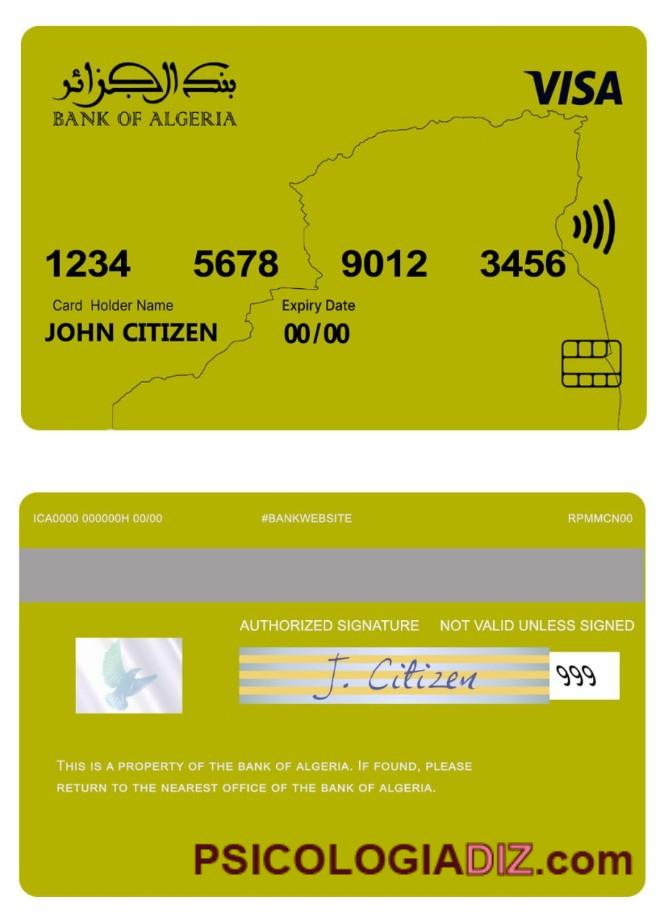 بنك الجزائر
BANK OF ALGERIA
VISA
1234 5678 9012 3456
Card Holder Name Expiry Date
JOHN CITIZEN 00/00
ICA0000 000000H 00/00 #BANKWEBSITE RPMMCN00
AUTHORIZED SIGNATURE NOT VALID UNLESS SIGNED
J. Citizen 999
THIS IS A PROPERTY OF THE BANK OF ALGERIA. IF FOUND, PLEASE
RETURN TO THE NEAREST OFFICE OF THE BANK OF ALGERIA.
PSICOLOGIADIZ.com